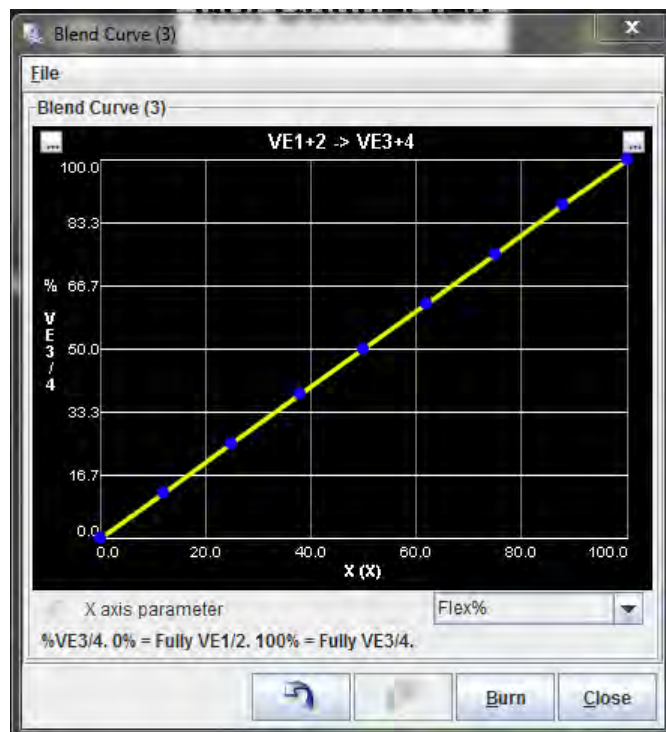 Blend Curve (3)
x
File
Blend Curve (3)
...
VE1+2 -> VE3+4
...
100.0
83.3
% 66.7
VE3/4
50.0
33.3
16.7
0.0
0.0 20.0 40.0 60.0 80.0 100.0
X (X)
X axis parameter Flex%
%VE3/4. 0% = Fully VE1/2. 100% = Fully VE3/4.
Burn Close